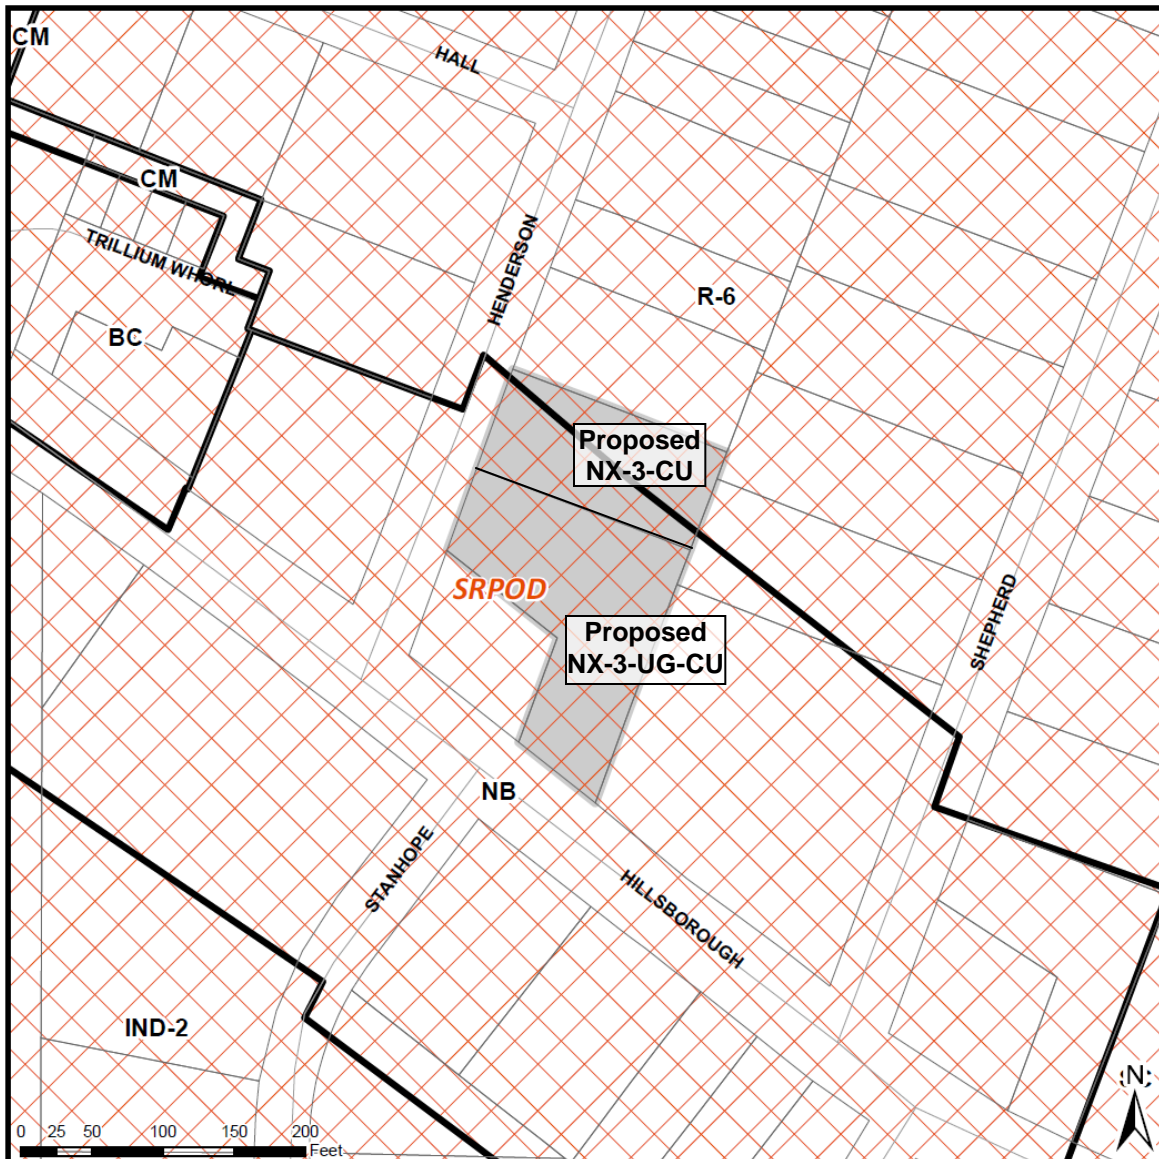 CM
HALL
CM
TRILLIUM WHORL
HENDERSON
R-6
BC
Proposed
NX-3-CU
SRPOD
SHEPHERD
Proposed
NX-3-UG-CU
NB
STANHOPE
HILLSBOROUGH
IND-2
N
0 25 50 100 150 200
Feet